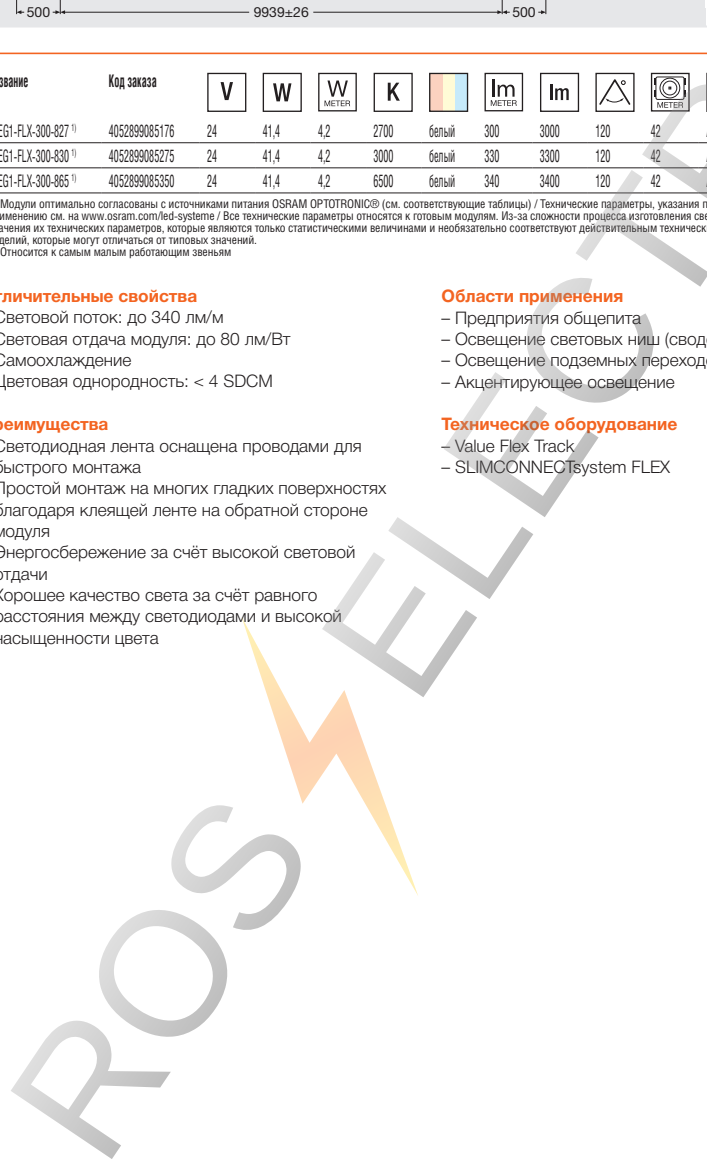 500 9939±26 500
звание Код заказа V W W METER K lm METER lm METER
EG1-FLX-300-827 1) 4052899085176 24 41,4 4,2 2700 белый 300 3000 120 42
EG1-FLX-300-830 1) 4052899085275 24 41,4 4,2 3000 белый 330 3300 120 42
EG1-FLX-300-865 1) 4052899085350 24 41,4 4,2 6500 белый 340 3400 120 42
Модули оптимально согласованы с источниками питания OSRAM OPTOTRONIC® (см. соответствующие таблицы) / Технические параметры, указания п
именению см. на www.osram.com/led-systeme / Все технические параметры относятся к готовым модулям. Из-за сложности процесса изготовления све
ачения их технических параметров, которые являются только статистическими величинами и необязательно соответствуют действительным техническ
делий, которые могут отличаться от типовых значений.
Относится к самым малым работающим звеньям
тличительные свойства
Световой поток: до 340 лм/м
Световая отдача модуля: до 80 лм/Вт
Самоохлаждение
Цветовая однородность: < 4 SDCM
реимущества
Светодиодная лента оснащена проводами для
быстрого монтажа
Простой монтаж на многих гладких поверхностях
благодаря клеящей ленте на обратной стороне
модуля
Энергосбережение за счёт высокой световой
отдачи
Хорошее качество света за счёт равного
расстояния между светодиодами и высокой
насыщенности цвета
Области применения
– Предприятия общепита
– Освещение световых ниш (свод
– Освещение подземных переход
– Акцентирующее освещение
Техническое оборудование
– Value Flex Track
– SLIMCONNECTsystem FLEX
ROS ELECTR